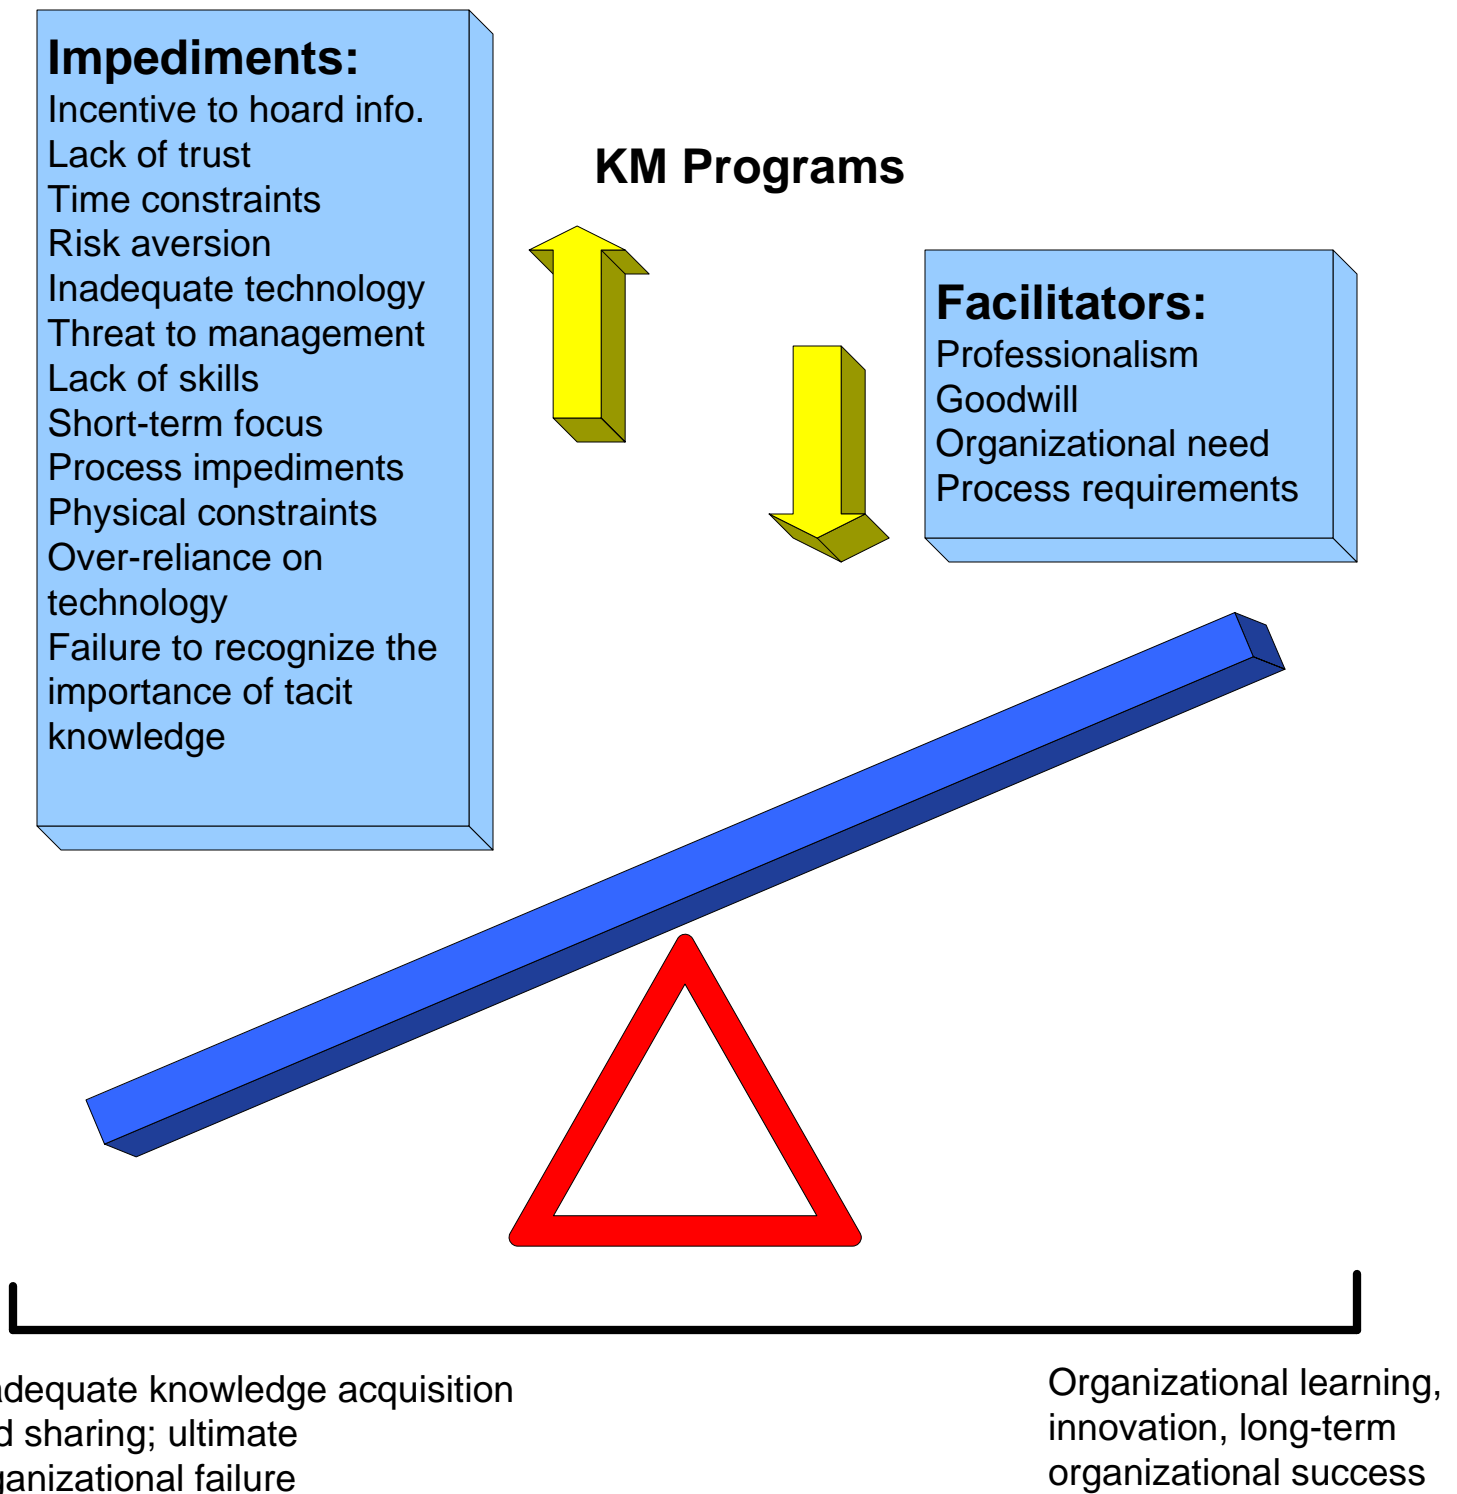 Impediments:
Incentive to hoard info.
Lack of trust
Time constraints
Risk aversion
Inadequate technology
Threat to management
Lack of skills
Short-term focus
Process impediments
Physical constraints
Over-reliance on
technology
Failure to recognize the
importance of tacit
knowledge
KM Programs
Facilitators:
Professionalism
Goodwill
Organizational need
Process requirements
adequate knowledge acquisition
d sharing; ultimate
ganizational failure
Organizational learning,
innovation, long-term
organizational success